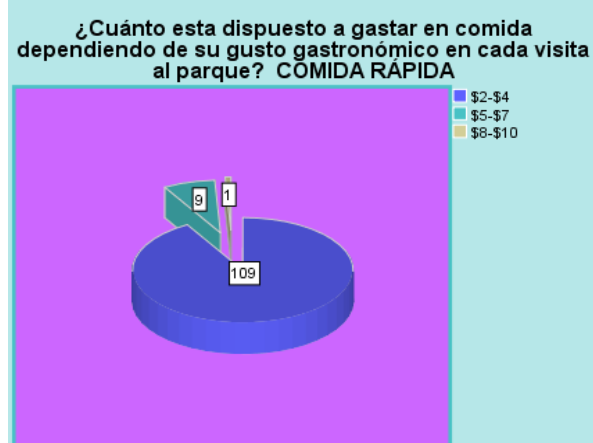 ¿Cuánto esta dispuesto a gastar en comida
dependiendo de su gusto gastronómico en cada visita
al parque? COMIDA RÁPIDA
$2-$4
$5-$7
$8-$10
9
1
109